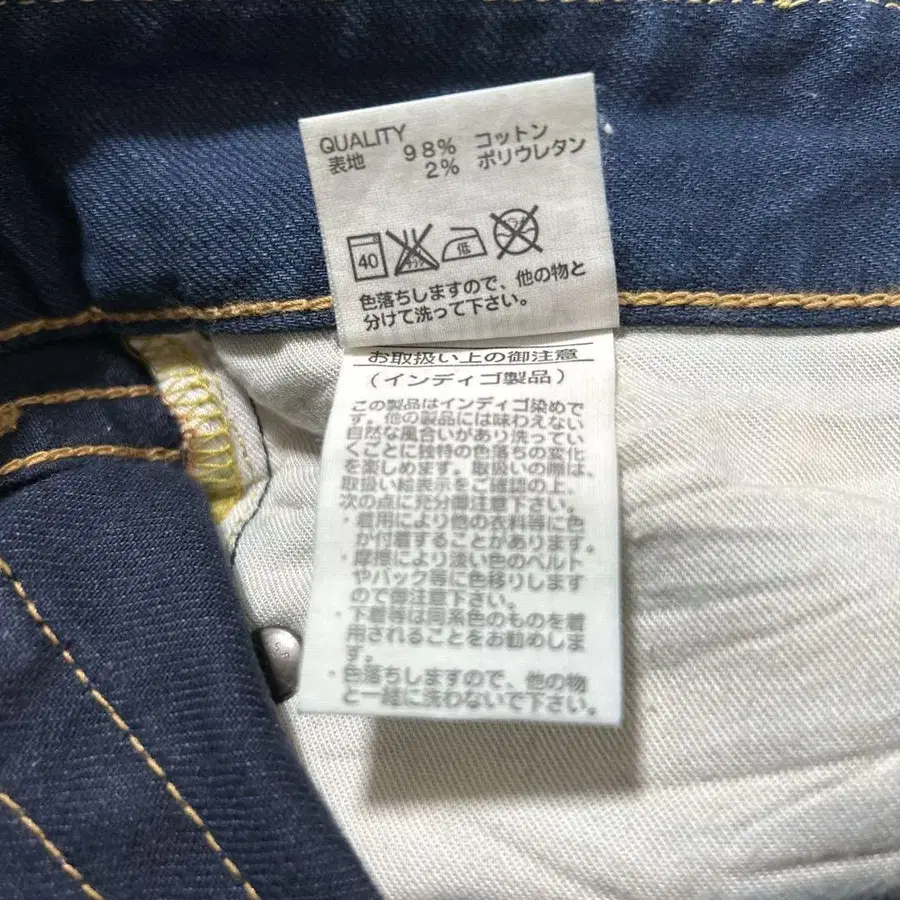 QUALITY
表地 98% コットン
2% ポリウレタン
40 低
色落ちしますので、他の物と
分けて洗って下さい。
お取扱い上の御注意
(インディゴ製品)
この製品はインディゴ染めで
す。他の製品には味わえない
自然な風合いがあり洗ってい
くごとに独特の色落ちの変化
を楽しめます。取扱いの際は、
取扱い絵表示をご確認の上、
次の点に充分御注意下さい。
・着用により他の衣料等に色
が付着することがあります。
・摩擦により淡い色のベルト
やバック等に色移りします
ので御注意下さい。
・下着等は同系色のものを着
用されることをお勧めしま
す。
・色落ちしますので、他の物
と一緒に洗わないで下さい。